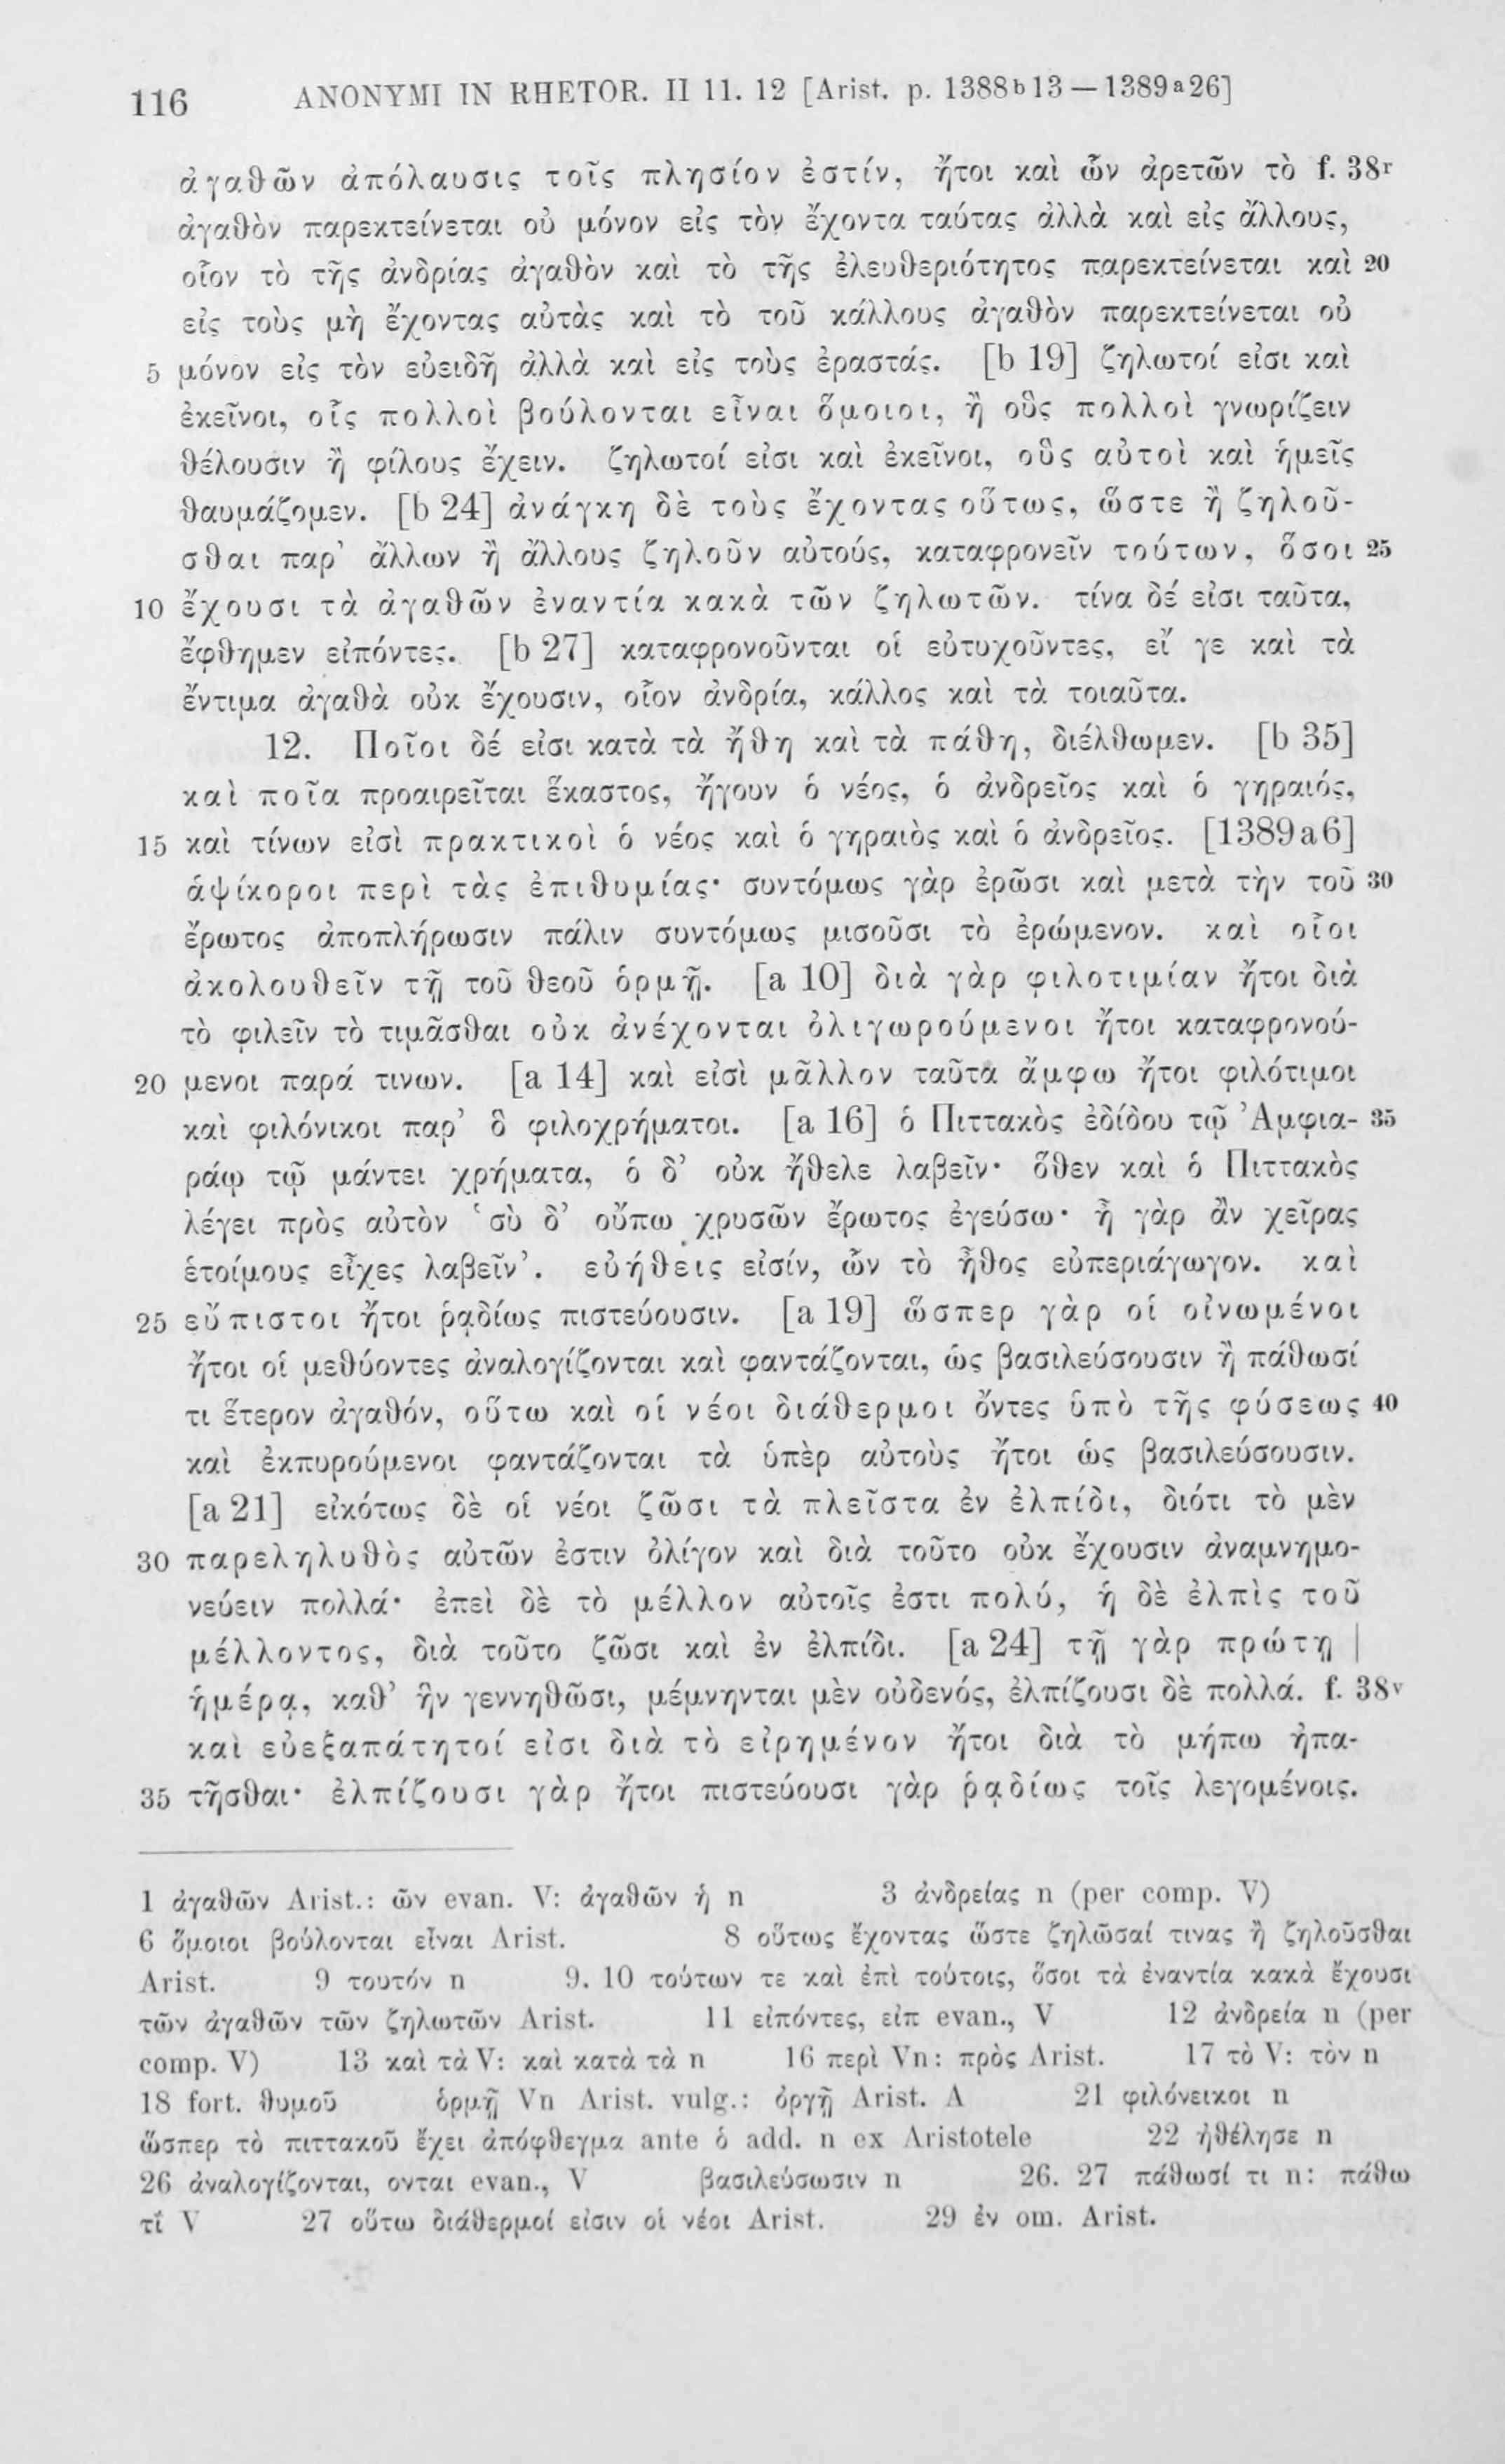 116 ANONYMI IN RHETOR. II 11. 12 [Arist. p. 1388b13 — 1389a26]
ἀγαθῶν ἀπόλαυσις τοῖς πλησίον ἐστίν, ἤτοι καὶ ὧν ἀρετῶν τὸ f. 38r
ἀγαθὸν παρεκτείνεται οὐ μόνον εἰς τὸν ἔχοντα ταύτας ἀλλὰ καὶ εἰς ἄλλους,
οἷον τὸ τῆς ἀνδρίας ἀγαθὸν καὶ τὸ τῆς ἐλευθεριότητος παρεκτείνεται καὶ 20
εἰς τοὺς μὴ ἔχοντας αὐτὰς καὶ τὸ τοῦ κάλλους ἀγαθὸν παρεκτείνεται οὐ
5 μόνον εἰς τὸν εὐειδῆ ἀλλὰ καὶ εἰς τοὺς ἐραστάς. [b 19] ζηλωτοί εἰσι καὶ
ἐκεῖνοι, οἷς πολλοὶ βούλονται εἶναι ὅμοιοι, ἢ οὓς πολλοὶ γνωρίζειν
θέλουσιν ἢ φίλους ἔχειν. ζηλωτοί εἰσι καὶ ἐκεῖνοι, οὓς αὐτοὶ καὶ ἡμεῖς
θαυμάζομεν. [b 24] ἀνάγκη δὲ τοὺς ἔχοντας οὕτως, ὥστε ἢ ζηλοῦ-
σθαι παρ' ἄλλων ἢ ἄλλους ζηλοῦν αὐτούς, καταφρονεῖν τούτων, ὅσοι 25
10 ἔχουσι τὰ ἀγαθῶν ἐναντία κακὰ τῶν ζηλωτῶν. τίνα δέ εἰσι ταῦτα,
ἔφθημεν εἰπόντες. [b 27] καταφρονοῦνται οἱ εὐτυχοῦντες, εἴ γε καὶ τὰ
ἔντιμα ἀγαθὰ οὐκ ἔχουσιν, οἷον ἀνδρία, κάλλος καὶ τὰ τοιαῦτα.
12. Ποῖοι δέ εἰσι κατὰ τὰ ἤθη καὶ τὰ πάθη, διέλθωμεν. [b 35]
καὶ ποῖα προαιρεῖται ἕκαστος, ἤγουν ὁ νέος, ὁ ἀνδρεῖος καὶ ὁ γηραιός,
15 καὶ τίνων εἰσὶ πρακτικοὶ ὁ νέος καὶ ὁ γηραιὸς καὶ ὁ ἀνδρεῖος. [1389a6]
ἁψίκοροι περὶ τὰς ἐπιθυμίας· συντόμως γὰρ ἐρῶσι καὶ μετὰ τὴν τοῦ 30
ἔρωτος ἀποπλήρωσιν πάλιν συντόμως μισοῦσι τὸ ἐρώμενον. καὶ οἷοι
ἀκολουθεῖν τῇ τοῦ θεοῦ ὁρμῇ. [a 10] διὰ γὰρ φιλοτιμίαν ἤτοι διὰ
τὸ φιλεῖν τὸ τιμᾶσθαι οὐκ ἀνέχονται ὀλιγωρούμενοι ἤτοι καταφρονού-
20 μενοι παρά τινων. [a 14] καὶ εἰσὶ μᾶλλον ταῦτα ἄμφω ἤτοι φιλότιμοι
καὶ φιλόνικοι παρ' ὃ φιλοχρήματοι. [a 16] ὁ Πιττακὸς ἐδίδου τῷ Ἀμφια- 35
ράῳ τῷ μάντει χρήματα, ὁ δ' οὐκ ἤθελε λαβεῖν· ὅθεν καὶ ὁ Πιττακὸς
λέγει πρὸς αὐτὸν ‘σὺ δ' οὔπω χρυσῶν ἔρωτος ἐγεύσω· ἦ γὰρ ἂν χεῖρας
ἑτοίμους εἶχες λαβεῖν’. εὐήθεις εἰσίν, ὧν τὸ ἦθος εὐπεριάγωγον. καὶ
25 εὔπιστοι ἤτοι ῥᾳδίως πιστεύουσιν. [a 19] ὥσπερ γὰρ οἱ οἰνωμένοι
ἤτοι οἱ μεθύοντες ἀναλογίζονται καὶ φαντάζονται, ὡς βασιλεύσουσιν ἢ πάθωσί
τι ἕτερον ἀγαθόν, οὕτω καὶ οἱ νέοι διάθερμοι ὄντες ὑπὸ τῆς φύσεως 40
καὶ ἐκπυρούμενοι φαντάζονται τὰ ὑπὲρ αὐτοὺς ἤτοι ὡς βασιλεύσουσιν.
[a 21] εἰκότως δὲ οἱ νέοι ζῶσι τὰ πλεῖστα ἐν ἐλπίδι, διότι τὸ μὲν
30 παρεληλυθὸς αὐτῶν ἐστιν ὀλίγον καὶ διὰ τοῦτο οὐκ ἔχουσιν ἀναμνημο-
νεύειν πολλά· ἐπεὶ δὲ τὸ μέλλον αὐτοῖς ἐστι πολύ, ἡ δὲ ἐλπὶς τοῦ
μέλλοντος, διὰ τοῦτο ζῶσι καὶ ἐν ἐλπίδι. [a 24] τῇ γὰρ πρώτῃ |
ἡμέρᾳ, καθ' ἣν γεννηθῶσι, μέμνηνται μὲν οὐδενός, ἐλπίζουσι δὲ πολλά. f. 38v
καὶ εὐεξαπάτητοί εἰσι διὰ τὸ εἰρημένον ἤτοι διὰ τὸ μήπω ἠπα-
35 τῆσθαι· ἐλπίζουσι γὰρ ἤτοι πιστεύουσι γὰρ ῥᾳδίως τοῖς λεγομένοις.
1 ἀγαθῶν Arist.: ῶν evan. V: ἀγαθῶν ἡ n 3 ἀνδρείας n (per comp. V)
6 ὅμοιοι βούλονται εἶναι Arist. 8 οὕτως ἔχοντας ὥστε ζηλῶσαί τινας ἢ ζηλοῦσθαι
Arist. 9 τουτόν n 9. 10 τούτων τε καὶ ἐπὶ τούτοις, ὅσοι τὰ ἐναντία κακὰ ἔχουσι
τῶν ἀγαθῶν τῶν ζηλωτῶν Arist. 11 εἰπόντες, εἰπ evan., V 12 ἀνδρεία n (per
comp. V) 13 καὶ τὰ V: καὶ κατὰ τὰ n 16 περὶ Vn: πρὸς Arist. 17 τὸ V: τὸν n
18 fort. θυμοῦ ὁρμῇ Vn Arist. vulg.: ὀργῇ Arist. A 21 φιλόνεικοι n
ὥσπερ τὸ πιττακοῦ ἔχει ἀπόφθεγμα ante ὁ add. n ex Aristotele 22 ἠθέλησε n
26 ἀναλογίζονται, ονται evan., V βασιλεύσωσιν n 26. 27 πάθωσί τι n: πάθω
τὶ V 27 οὕτω διάθερμοί εἰσιν οἱ νέοι Arist. 29 ἐν om. Arist.